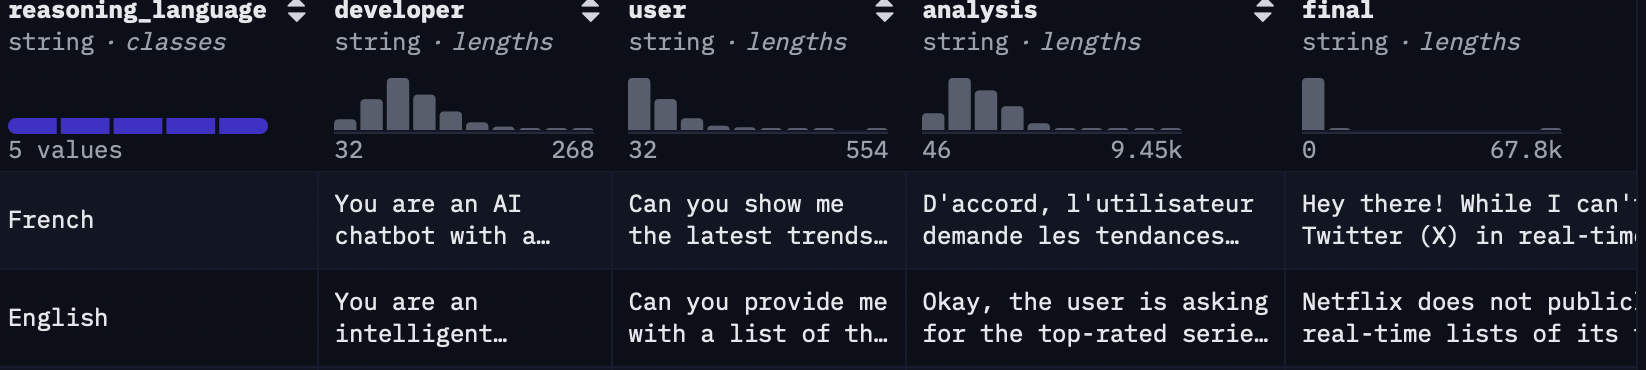 reasoning_language
string · classes
5 values
developer
string · lengths
32 268
user
string · lengths
32 554
analysis
string · lengths
46 9.45k
final
string · lengths
0 67.8k
French
You are an AI
chatbot with a…
Can you show me
the latest trends…
D'accord, l'utilisateur
demande les tendances…
Hey there! While I can'
Twitter (X) in real-time
English
You are an
intelligent…
Can you provide me
with a list of th…
Okay, the user is asking
for the top-rated serie…
Netflix does not public
real-time lists of its